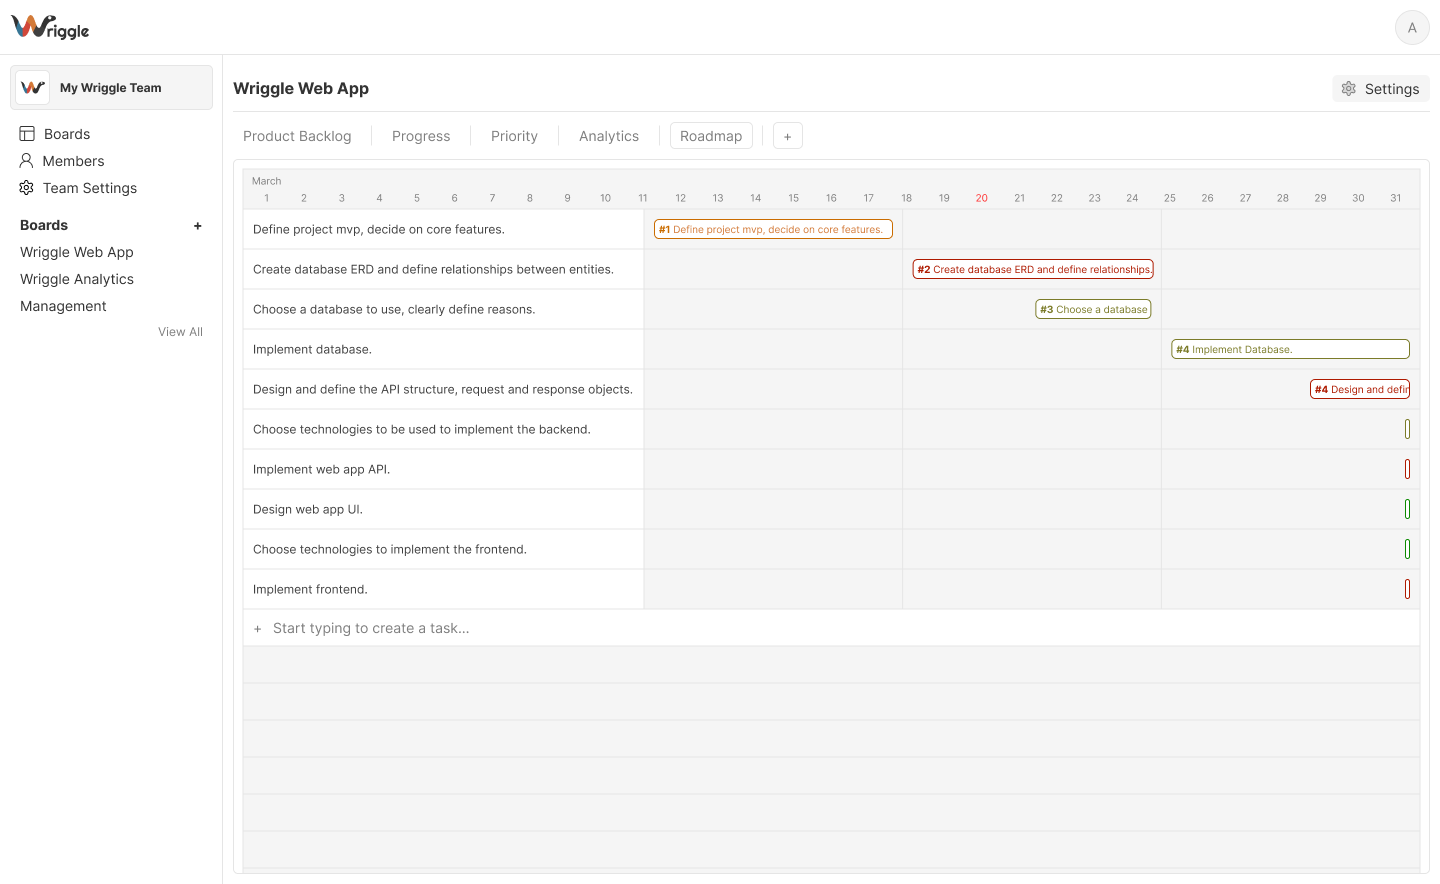 Wriggle
A
My Wriggle Team
Boards
Members
Team Settings
Boards +
Wriggle Web App
Wriggle Analytics
Management
View All
Wriggle Web App
Settings
Product Backlog Progress Priority Analytics Roadmap +
March
1 2 3 4 5 6 7 8 9 10 11 12 13 14 15 16 17 18 19 20 21 22 23 24 25 26 27 28 29 30 31
Define project mvp, decide on core features. #1 Define project mvp, decide on core features.
Create database ERD and define relationships between entities. #2 Create database ERD and define relationships.
Choose a database to use, clearly define reasons. #3 Choose a database
Implement database. #4 Implement Database.
Design and define the API structure, request and response objects. #4 Design and defin
Choose technologies to be used to implement the backend.
Implement web app API.
Design web app UI.
Choose technologies to implement the frontend.
Implement frontend.
+ Start typing to create a task...